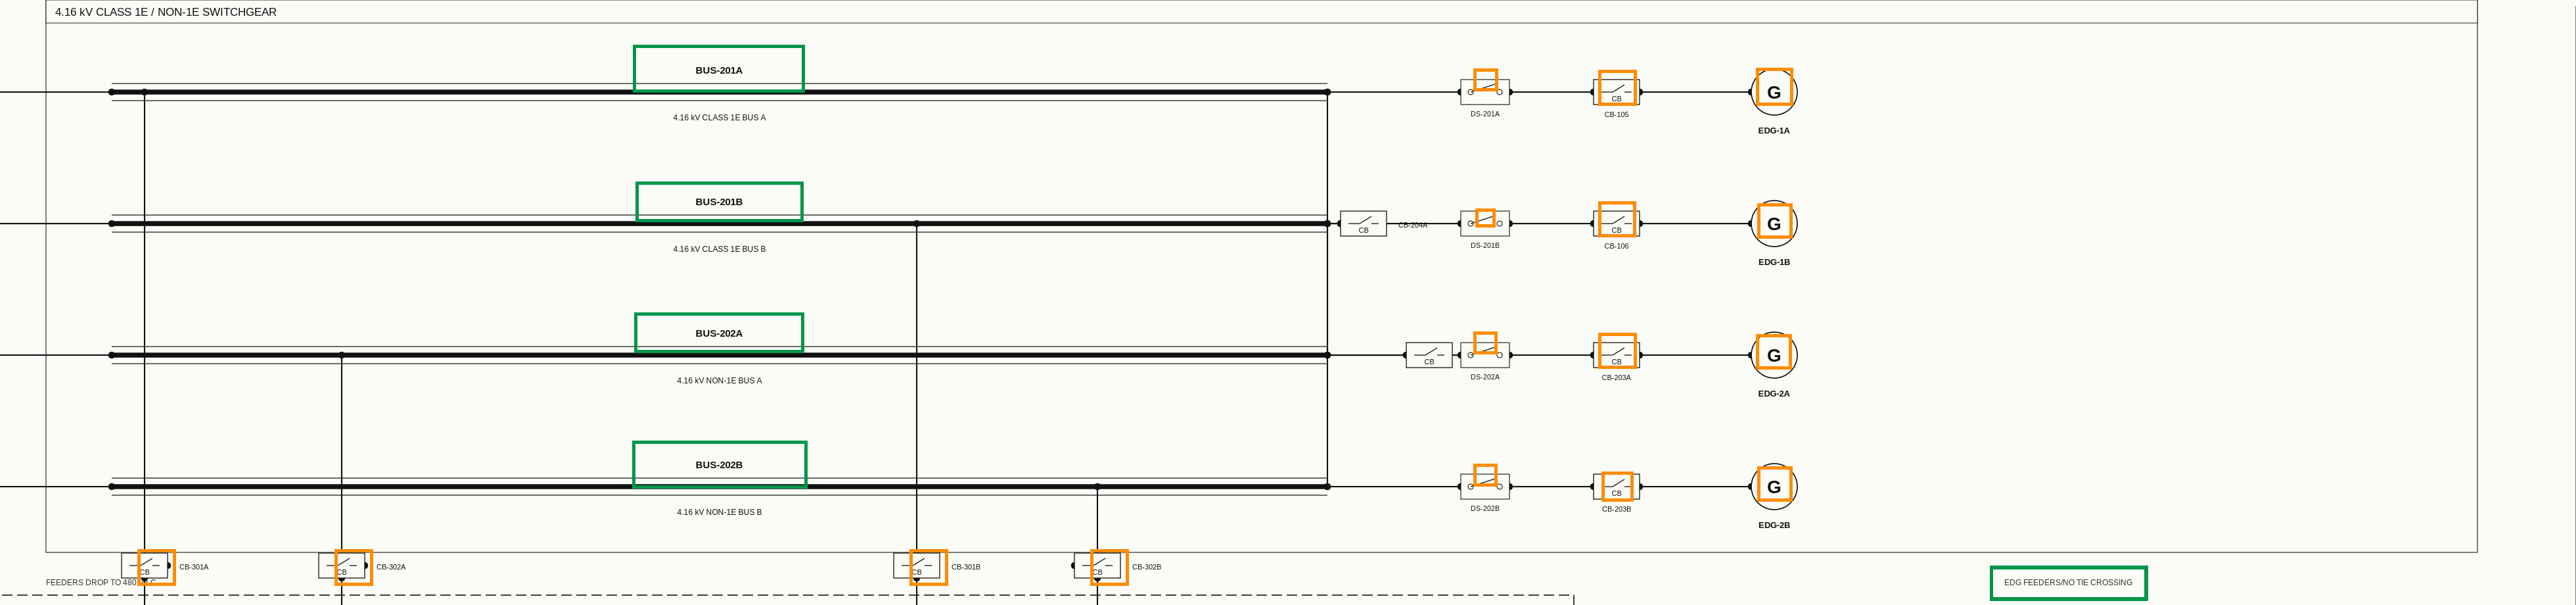 4.16 kV CLASS 1E / NON-1E SWITCHGEAR
BUS-201A
4.16 kV CLASS 1E BUS A
DS-201A
CB
CB-105
G
EDG-1A
BUS-201B
4.16 kV CLASS 1E BUS B
CB
CB-204A
DS-201B
CB
CB-106
G
EDG-1B
BUS-202A
4.16 kV NON-1E BUS A
CB
DS-202A
CB
CB-203A
G
EDG-2A
BUS-202B
4.16 kV NON-1E BUS B
DS-202B
CB
CB-203B
G
EDG-2B
CB
CB-301A
CB
CB-302A
CB
CB-301B
CB
CB-302B
FEEDERS DROP TO 480
EDG FEEDERS/NO TIE CROSSING